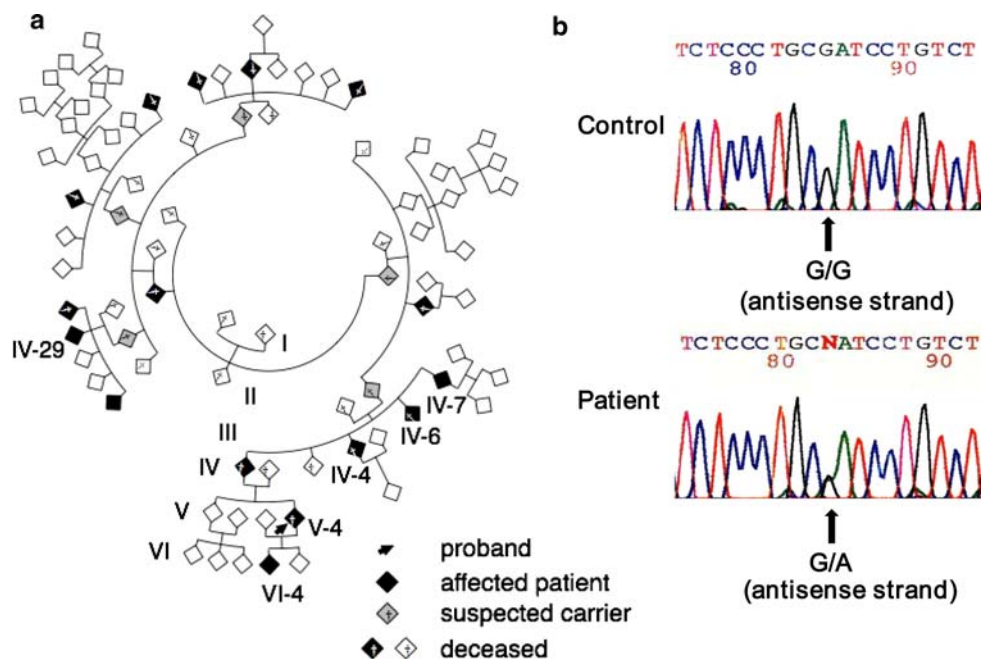 a
I
II
III
IV
V
VI
IV-29
IV-7
IV-6
IV-4
V-4
VI-4
proband
affected patient
suspected carrier
deceased
b
TCTCCCTGCGATCCTGTCT
80 90
Control
G/G
(antisense strand)
TCTCCCTGCNATCCTGTCT
80 90
Patient
G/A
(antisense strand)